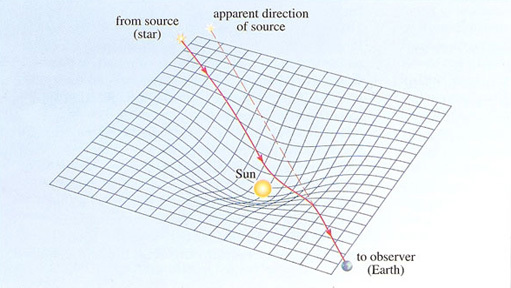 from source
(star)
apparent direction
of source
Sun
to observer
(Earth)